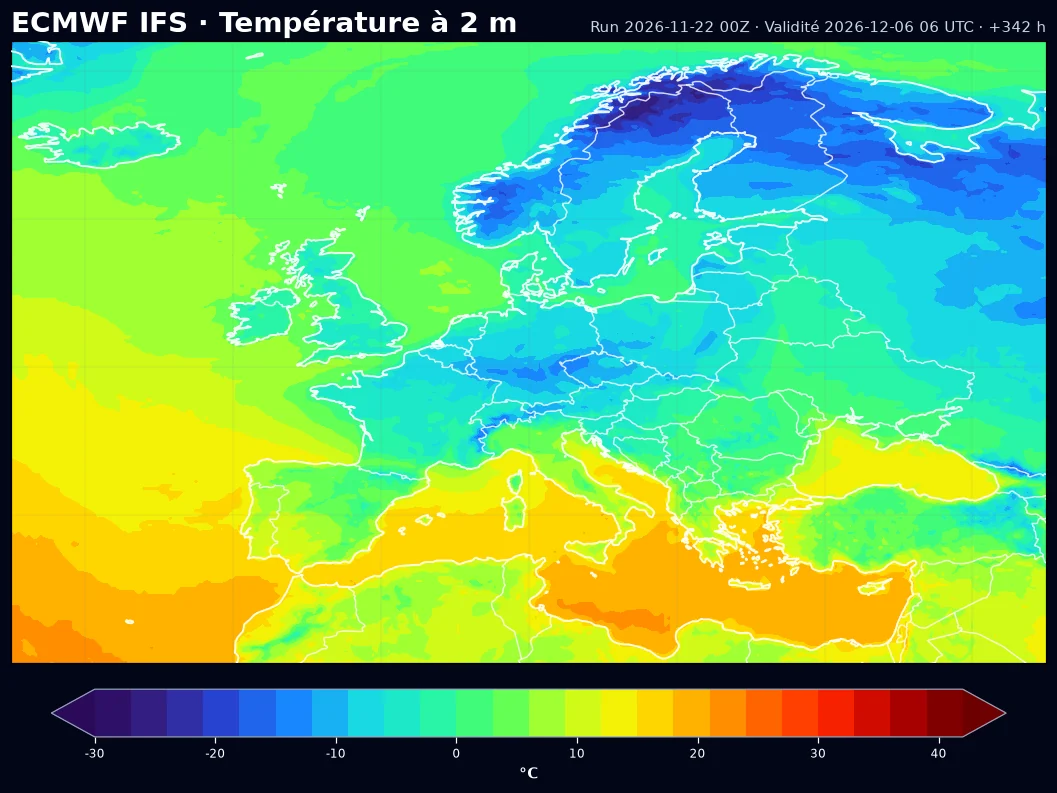 ECMWF IFS · Température à 2 m
Run 2026-11-22 00Z · Validité 2026-12-06 06 UTC · +342 h
-30 -20 -10 0 10 20 30 40
°C